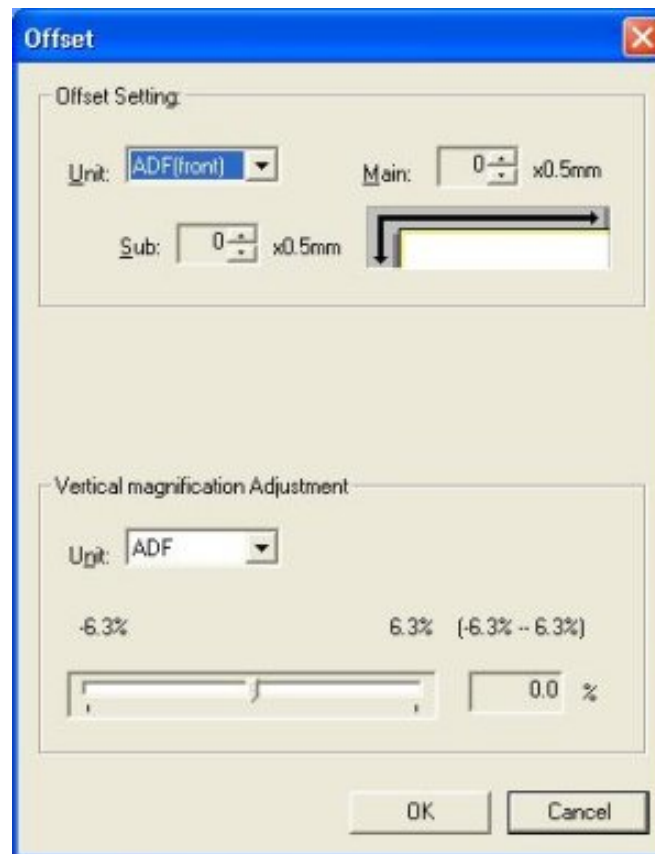 Offset
Offset Setting:
Unit: ADF(front) Main: 0 x0.5mm
Sub: 0 x0.5mm
Vertical magnification Adjustment
Unit: ADF
-6.3% 6.3% (-6.3% -- 6.3%)
0.0 %
OK Cancel